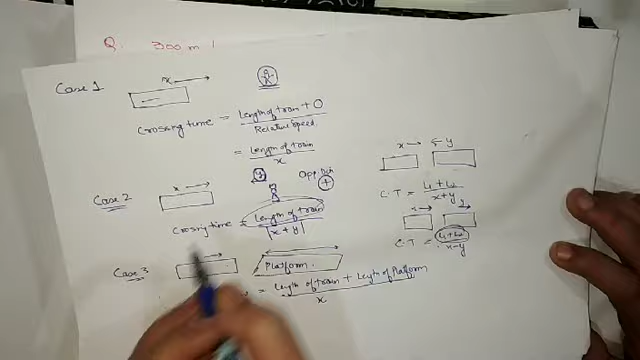 Q. 300 m
Case 1
x →
Crossing time = Length of train + 0 / Relative Speed.
= Length of train / x
Case 2
x →
y
Opp. Dir
+
Crossing time = Length of train / |x + y|
Case 3
Platform.
= Length of train + Length of Platform / x
x → ← y
C.T = L1 + L2 / x + y
x → y →
C.T = L1 + L2 / x - y